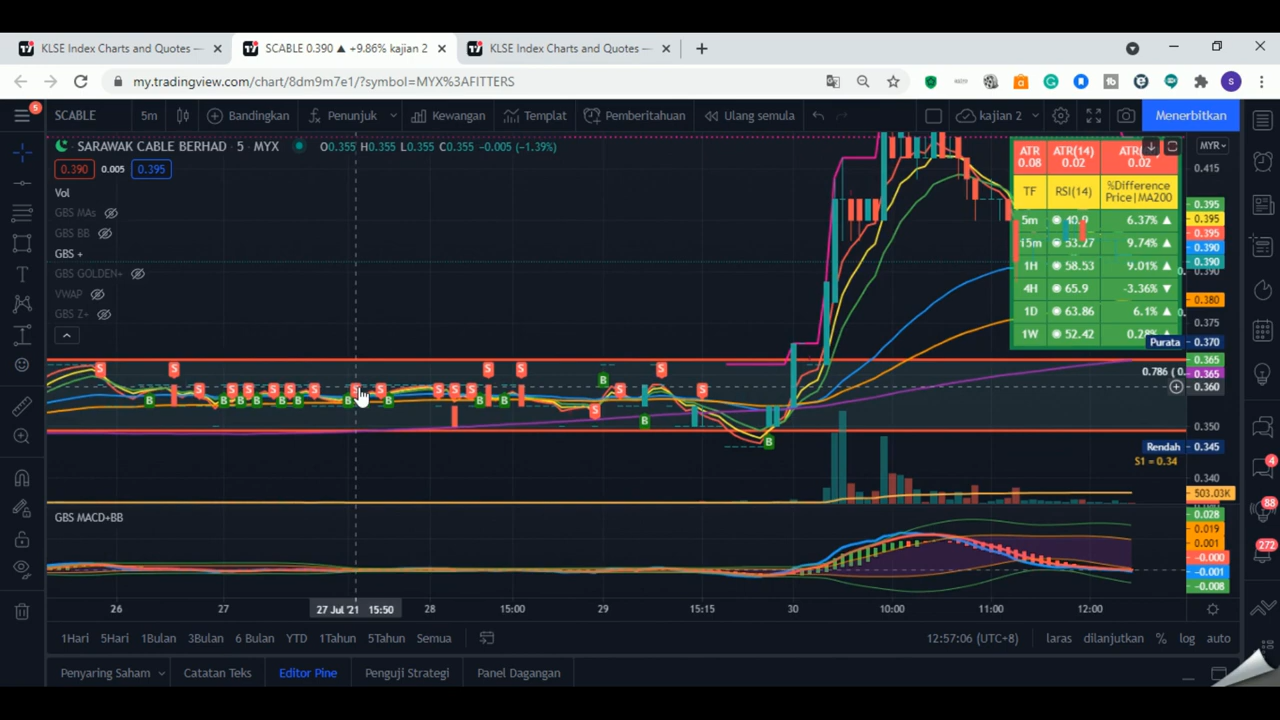 KLSE Index Charts and Quotes —
SCABLE 0.390 ▲ +9.86% kajian 2
KLSE Index Charts and Quotes —
my.tradingview.com/chart/8dm9m7e1/?symbol=MYX%3AFITTERS
5
SCABLE
5m
Bandingkan
Penunjuk
Kewangan
Templat
Pemberitahuan
Ulang semula
kajian 2
Menerbitkan
SARAWAK CABLE BERHAD · 5 · MYX
O0.355 H0.355 L0.355 C0.355 -0.005 (-1.39%)
MYR
0.390
0.005
0.395
Vol
GBS MAs
GBS BB
GBS +
GBS GOLDEN+
VWAP
GBS Z+
ATR 0.08
ATR(14) 0.02
0.02
TF
RSI(14)
%Difference Price|MA200
5m
6.37% ▲
15m
53.27
9.74% ▲
1H
58.53
9.01% ▲
4H
65.9
-3.36% ▼
1D
63.86
6.1% ▲
1W
52.42
0.415
0.395
0.395
0.395
0.390
0.390
0.390
0.380
0.375
Purata
0.370
0.365
0.786 ( 0.
0.365
0.360
0.350
Rendah
0.345
S1 = 0.34
0.340
503.03K
GBS MACD+BB
0.028
0.019
0.001
-0.000
-0.001
-0.008
26
27
27 Jul '21 15:50
28
15:00
29
15:15
30
10:00
11:00
12:00
1Hari
5Hari
1Bulan
3Bulan
6 Bulan
YTD
1Tahun
5Tahun
Semua
12:57:06 (UTC+8)
laras
dilanjutkan
%
log
auto
Penyaring Saham
Catatan Teks
Editor Pine
Penguji Strategi
Panel Dagangan
4
88
272